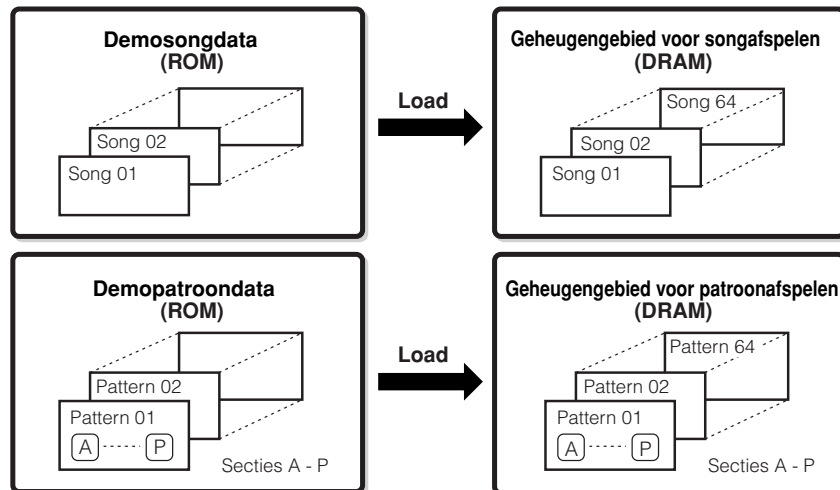 Demosongdata
(ROM)
Song 02
Song 01
Load
Geheugengebied voor songafspelen
(DRAM)
Song 64
Song 02
Song 01
Demopatroondata
(ROM)
Pattern 02
Pattern 01
A P
Secties A - P
Load
Geheugengebied voor patroonafspelen
(DRAM)
Pattern 64
Pattern 02
Pattern 01
A P
Secties A - P